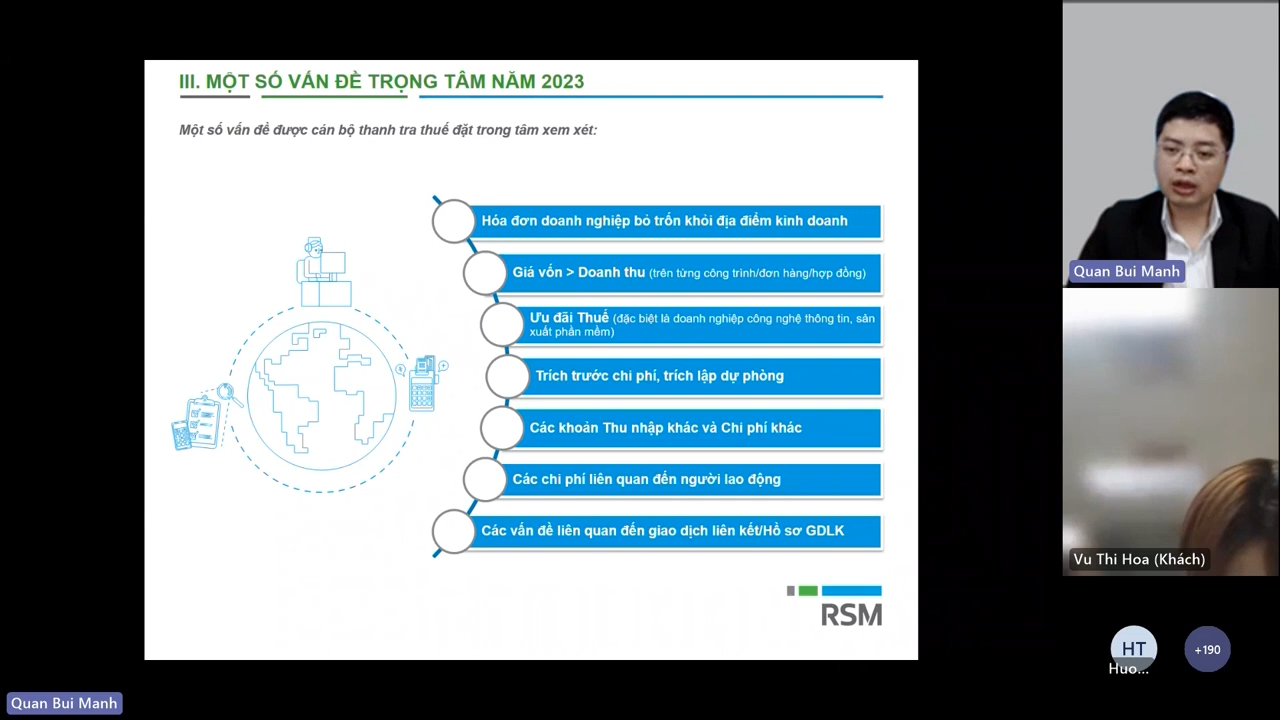 III. MỘT SỐ VẤN ĐỀ TRỌNG TÂM NĂM 2023
Một số vấn đề được cán bộ thanh tra thuế đặt trong tâm xem xét:
Hóa đơn doanh nghiệp bỏ trốn khỏi địa điểm kinh doanh
Giá vốn > Doanh thu (trên từng công trình/đơn hàng/hợp đồng)
Ưu đãi Thuế (đặc biệt là doanh nghiệp công nghệ thông tin, sản
xuất phần mềm)
Trích trước chi phí, trích lập dự phòng
Các khoản Thu nhập khác và Chi phí khác
Các chi phí liên quan đến người lao động
Các vấn đề liên quan đến giao dịch liên kết/Hồ sơ GDLK
RSM
Quan Bui Manh
Vu Thi Hoa (Khách)
HT
Huo...
+190
Quan Bui Manh